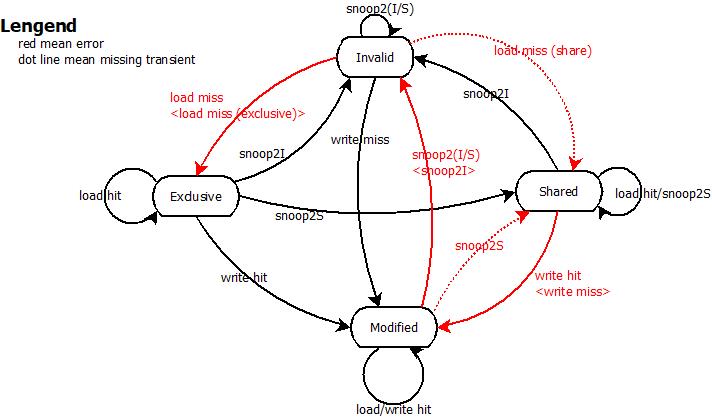 Lengend
red mean error
dot line mean missing transient
snoop2(I/S)
Invalid
load miss (share)
load miss
<load miss (exclusive)>
snoop2I
snoop2I
write miss
snoop2(I/S)
<snoop2I>
load hit
Exclusive
snoop2S
Shared
load hit/snoop2S
snoop2S
write hit
write hit
<write miss>
Modified
load/write hit